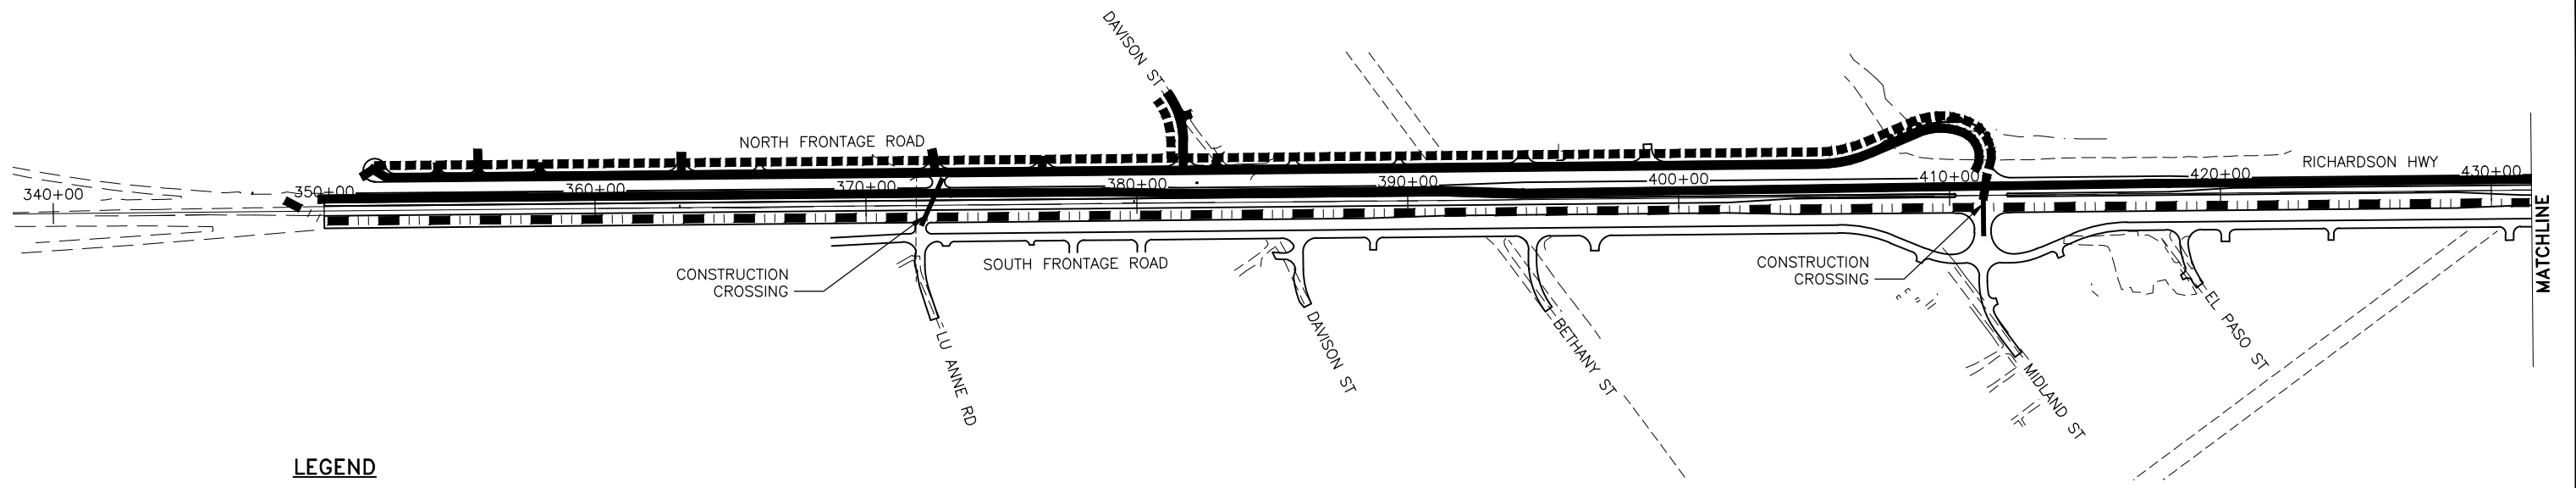 DAVISON ST
NORTH FRONTAGE ROAD
RICHARDSON HWY
340+00
350+00
360+00
370+00
380+00
390+00
400+00
410+00
420+00
430+00
MATCHLINE
CONSTRUCTION
CROSSING
SOUTH FRONTAGE ROAD
CONSTRUCTION
CROSSING
LU ANNE RD
DAVISON ST
BETHANY ST
MIDLAND ST
EL PASO ST
LEGEND